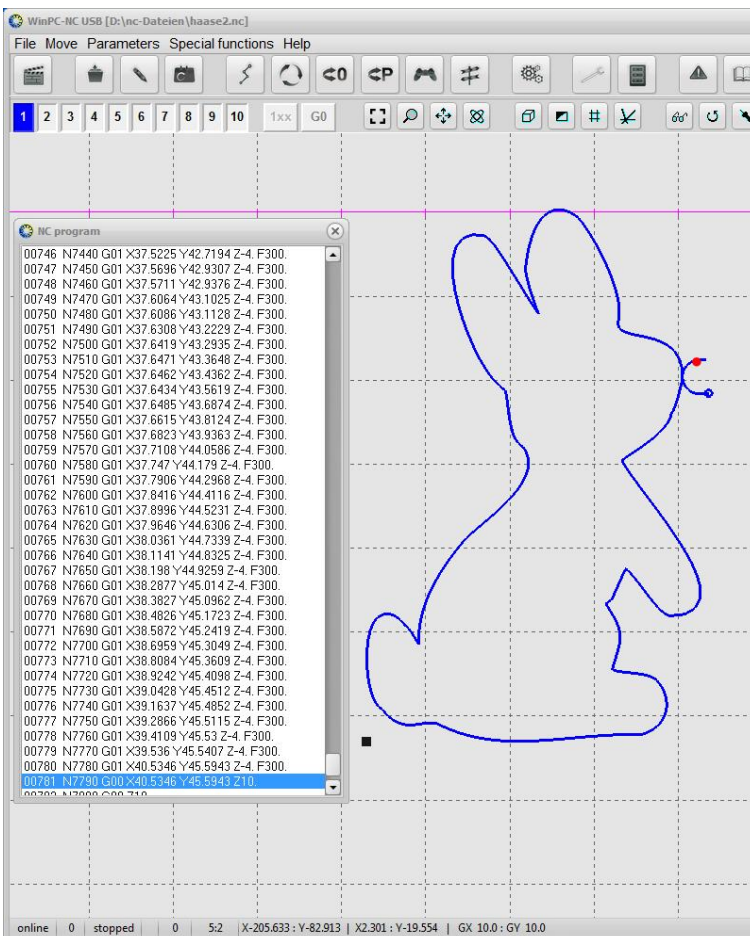 WinPC-NC USB [D:\nc-Dateien\haase2.nc]
File Move Parameters Special functions Help
0 P
1 2 3 4 5 6 7 8 9 10 1xx G0
NC program
00746 N7440 G01 X37.5225 Y42.7194 Z-4. F300.
00747 N7450 G01 X37.5696 Y42.9307 Z-4. F300.
00748 N7460 G01 X37.5711 Y42.9376 Z-4. F300.
00749 N7470 G01 X37.6064 Y43.1025 Z-4. F300.
00750 N7480 G01 X37.6086 Y43.1128 Z-4. F300.
00751 N7490 G01 X37.6308 Y43.2229 Z-4. F300.
00752 N7500 G01 X37.6419 Y43.2935 Z-4. F300.
00753 N7510 G01 X37.6471 Y43.3648 Z-4. F300.
00754 N7520 G01 X37.6462 Y43.4362 Z-4. F300.
00755 N7530 G01 X37.6434 Y43.5619 Z-4. F300.
00756 N7540 G01 X37.6485 Y43.6874 Z-4. F300.
00757 N7550 G01 X37.6615 Y43.8124 Z-4. F300.
00758 N7560 G01 X37.6823 Y43.9363 Z-4. F300.
00759 N7570 G01 X37.7108 Y44.0586 Z-4. F300.
00760 N7580 G01 X37.747 Y44.179 Z-4. F300.
00761 N7590 G01 X37.7906 Y44.2968 Z-4. F300.
00762 N7600 G01 X37.8416 Y44.4116 Z-4. F300.
00763 N7610 G01 X37.8996 Y44.5231 Z-4. F300.
00764 N7620 G01 X37.9646 Y44.6306 Z-4. F300.
00765 N7630 G01 X38.0361 Y44.7339 Z-4. F300.
00766 N7640 G01 X38.1141 Y44.8325 Z-4. F300.
00767 N7650 G01 X38.198 Y44.9259 Z-4. F300.
00768 N7660 G01 X38.2877 Y45.014 Z-4. F300.
00769 N7670 G01 X38.3827 Y45.0962 Z-4. F300.
00770 N7680 G01 X38.4826 Y45.1723 Z-4. F300.
00771 N7690 G01 X38.5872 Y45.2419 Z-4. F300.
00772 N7700 G01 X38.6959 Y45.3049 Z-4. F300.
00773 N7710 G01 X38.8084 Y45.3609 Z-4. F300.
00774 N7720 G01 X38.9242 Y45.4098 Z-4. F300.
00775 N7730 G01 X39.0428 Y45.4512 Z-4. F300.
00776 N7740 G01 X39.1637 Y45.4852 Z-4. F300.
00777 N7750 G01 X39.2866 Y45.5115 Z-4. F300.
00778 N7760 G01 X39.4109 Y45.53 Z-4. F300.
00779 N7770 G01 X39.536 Y45.5407 Z-4. F300.
00780 N7780 G01 X40.5346 Y45.5943 Z-4. F300.
00781 N7790 G00 X40.5346 Y45.5943 Z10.
online 0 stopped 0 5:2 X-205.633 : Y-82.913 | X2.301 : Y-19.554 | GX 10.0 : GY 10.0